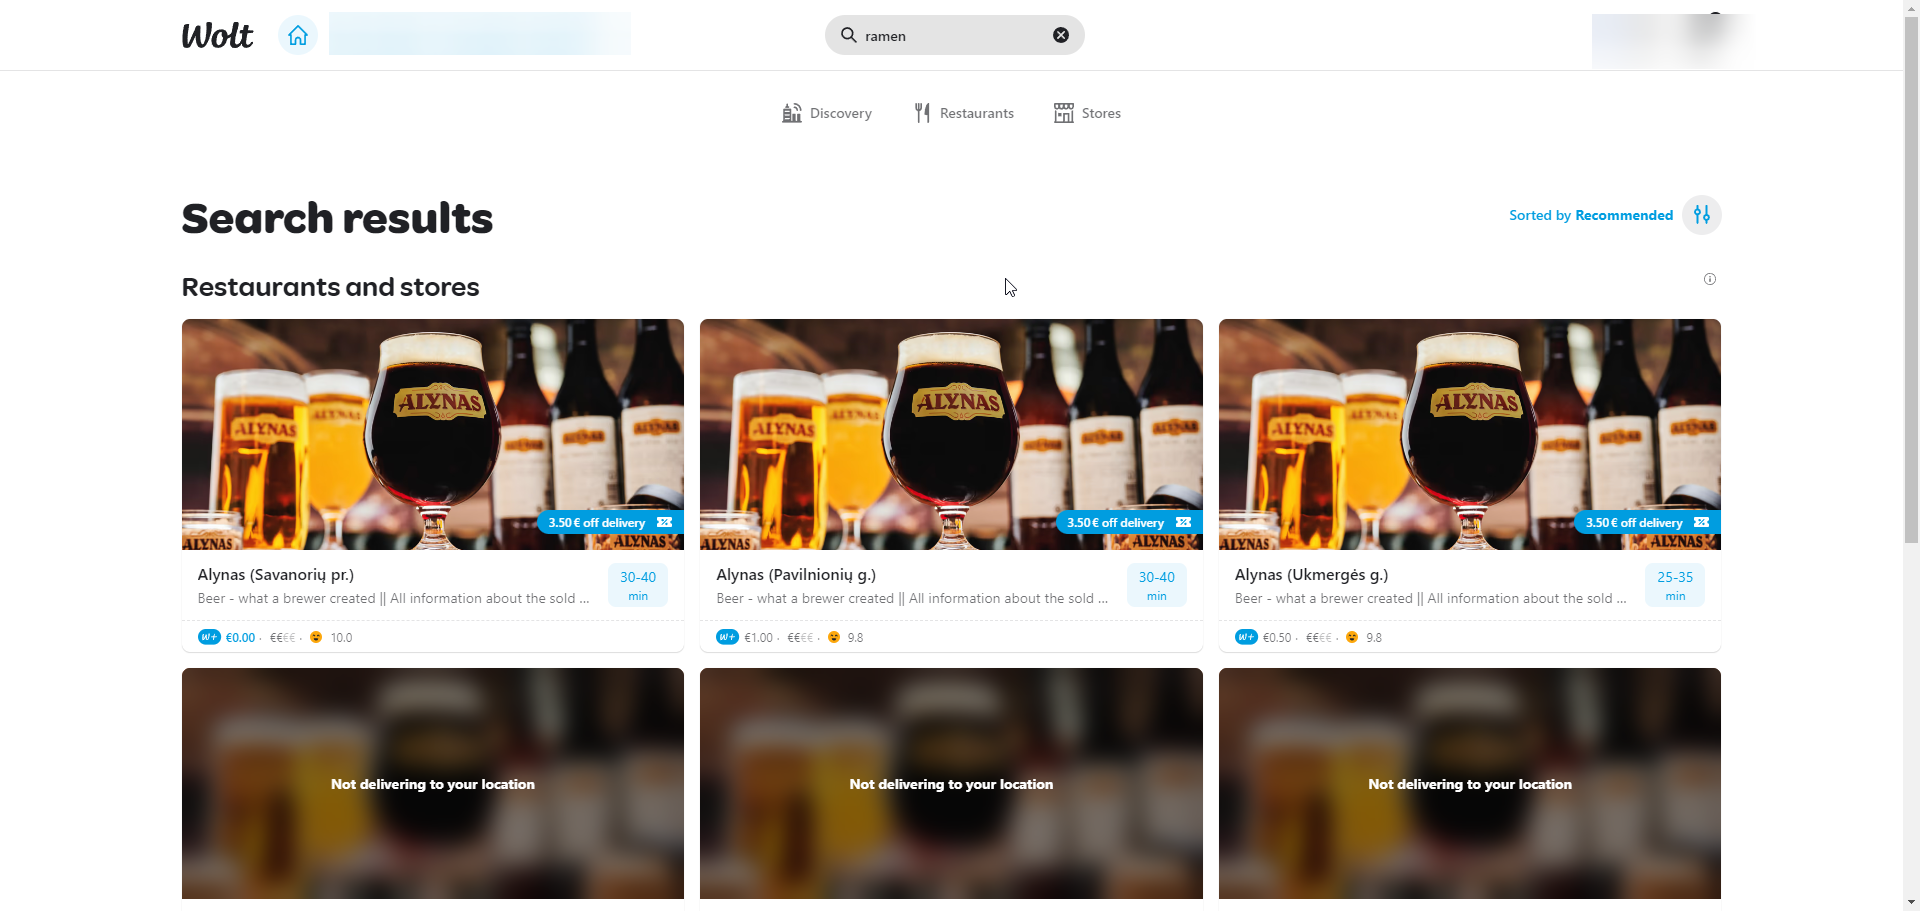 Wolt
ramen
Discovery
Restaurants
Stores
Search results
Sorted by Recommended
Restaurants and stores
ALYNAS
ALYNAS
ALYNAS
ALYNAS
3.50 € off delivery
Alynas (Savanorių pr.)
Beer - what a brewer created || All information about the sold ...
30-40
min
W+ €0.00 · €€€€ · 10.0
ALYNAS
ALYNAS
ALYNAS
ALYNAS
ALYNAS
3.50 € off delivery
Alynas (Pavilnionių g.)
Beer - what a brewer created || All information about the sold ...
30-40
min
W+ €1.00 · €€€€ · 9.8
ALYNAS
ALYNAS
ALYNAS
ALYNAS
ALYNAS
3.50 € off delivery
Alynas (Ukmergės g.)
Beer - what a brewer created || All information about the sold ...
25-35
min
W+ €0.50 · €€€€ · 9.8
Not delivering to your location
Not delivering to your location
Not delivering to your location